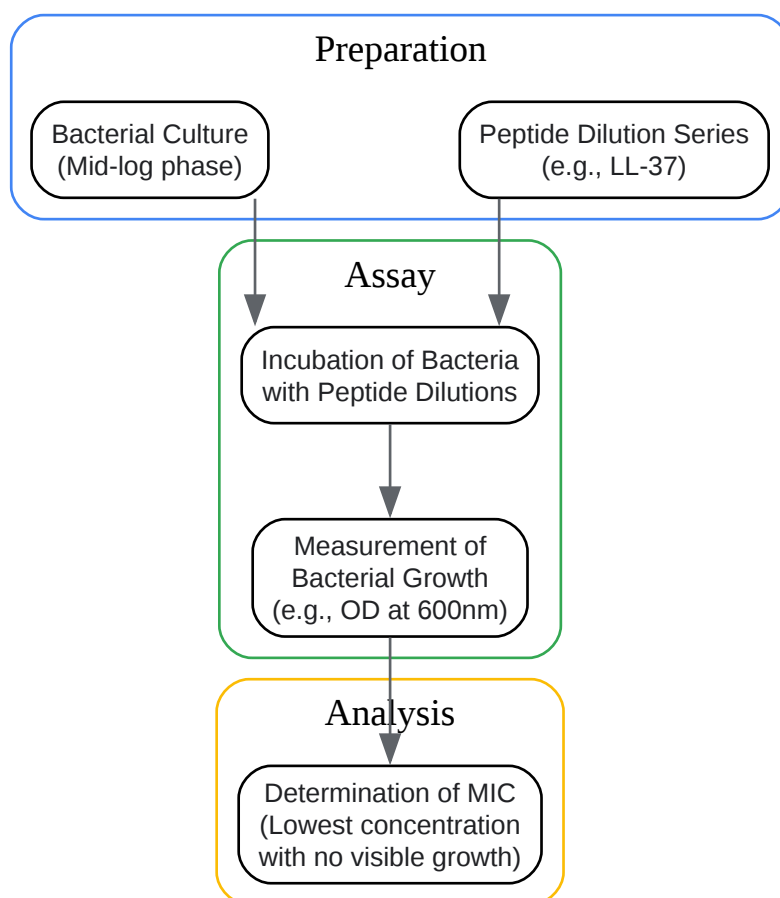 Preparation
Bacterial Culture
(Mid-log phase)
Peptide Dilution Series
(e.g., LL-37)
Assay
Incubation of Bacteria
with Peptide Dilutions
Measurement of
Bacterial Growth
(e.g., OD at 600nm)
Analysis
Determination of MIC
(Lowest concentration
with no visible growth)